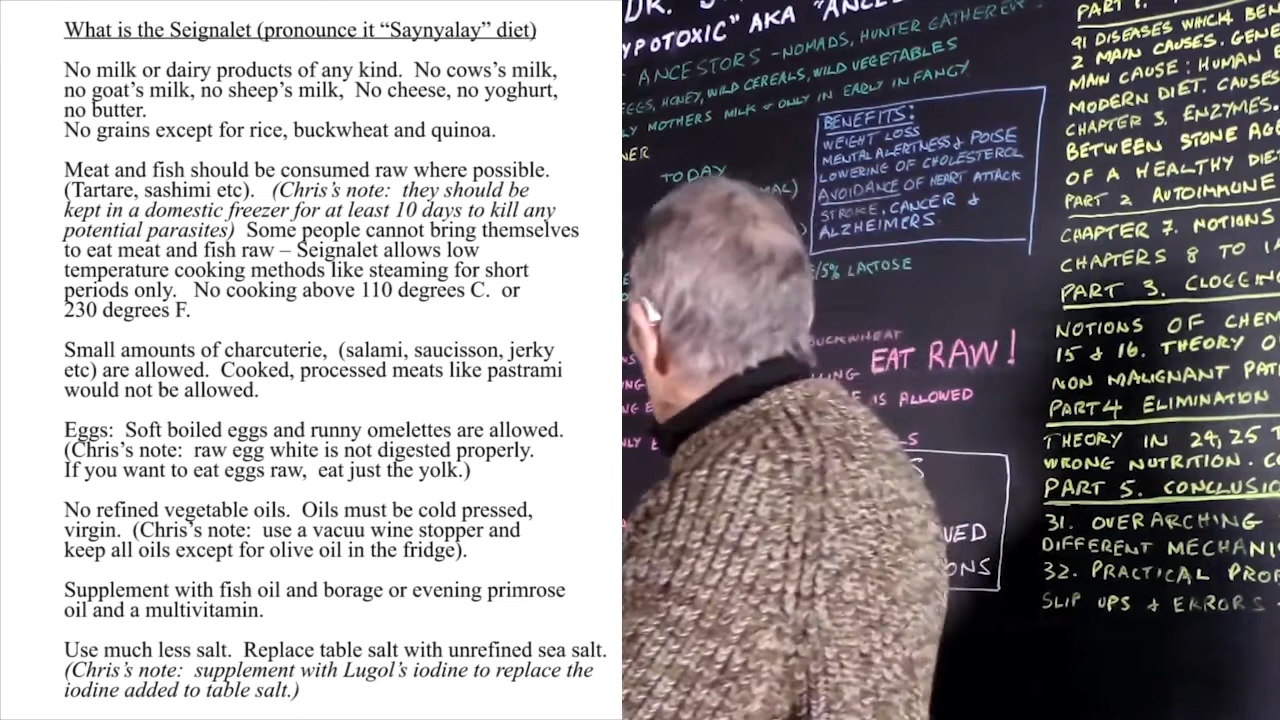 What is the Seignalet (pronounce it “Saynyalay” diet)
No milk or dairy products of any kind.  No cows’s milk,
no goat’s milk, no sheep’s milk,  No cheese, no yoghurt,
no butter.
No grains except for rice, buckwheat and quinoa.
Meat and fish should be consumed raw where possible.
(Tartare, sashimi etc).   (Chris’s note:  they should be
kept in a domestic freezer for at least 10 days to kill any
potential parasites)  Some people cannot bring themselves
to eat meat and fish raw – Seignalet allows low
temperature cooking methods like steaming for short
periods only.   No cooking above 110 degrees C.  or
230 degrees F.
Small amounts of charcuterie,  (salami, saucisson, jerky
etc) are allowed.  Cooked, processed meats like pastrami
would not be allowed.
Eggs:  Soft boiled eggs and runny omelettes are allowed.
(Chris’s note:  raw egg white is not digested properly.
If you want to eat eggs raw,  eat just the yolk.)
No refined vegetable oils.  Oils must be cold pressed,
virgin.  (Chris’s note:  use a vacuu wine stopper and
keep all oils except for olive oil in the fridge).
Supplement with fish oil and borage or evening primrose
oil and a multivitamin.
Use much less salt.  Replace table salt with unrefined sea salt.
(Chris’s note:  supplement with Lugol’s iodine to replace the
iodine added to table salt.)
DR.
YPOTOXIC" AKA "ANCE
ANCESTORS - NOMADS, HUNTER GATHERER
EGGS, HONEY, WILD CEREALS, WILD VEGETABLES
LY MOTHERS MILK & ONLY IN EARLY INFANCY
NER
TODAY
MAL)
BENEFITS:
WEIGHT LOSS
MENTAL ALERTNESS & POISE
LOWERING OF CHOLESTEROL
AVOIDANCE OF HEART ATTACK
STROKE, CANCER &
ALZHEIMERS.
/5% LACTOSE
BUCKWHEAT
LING EAT RAW!
IS ALLOWED
NLY
VED
ONS
PART 1.
91 DISEASES WHICH BEN
2 MAIN CAUSES. GENE
MAIN CAUSE: HUMAN
MODERN DIET. CAUSES
CHAPTER 3. ENZYMES.
BETWEEN STONE AG
OF A HEALTHY DIE
PART 2 AUTOIMMUNE
CHAPTER 7. NOTIONS
CHAPTERS 8 TO 1
PART 3. CLOGGIN
NOTIONS OF CHEM
15 & 16. THEORY O
NON MALIGNANT PAT
PART 4 ELIMINATION
THEORY IN 24, 25
WRONG NUTRITION. C
PART 5. CONCLUSIO
31. OVERARCHING
DIFFERENT MECHANI
32. PRACTICAL PROP
SLIP UPS & ERRORS